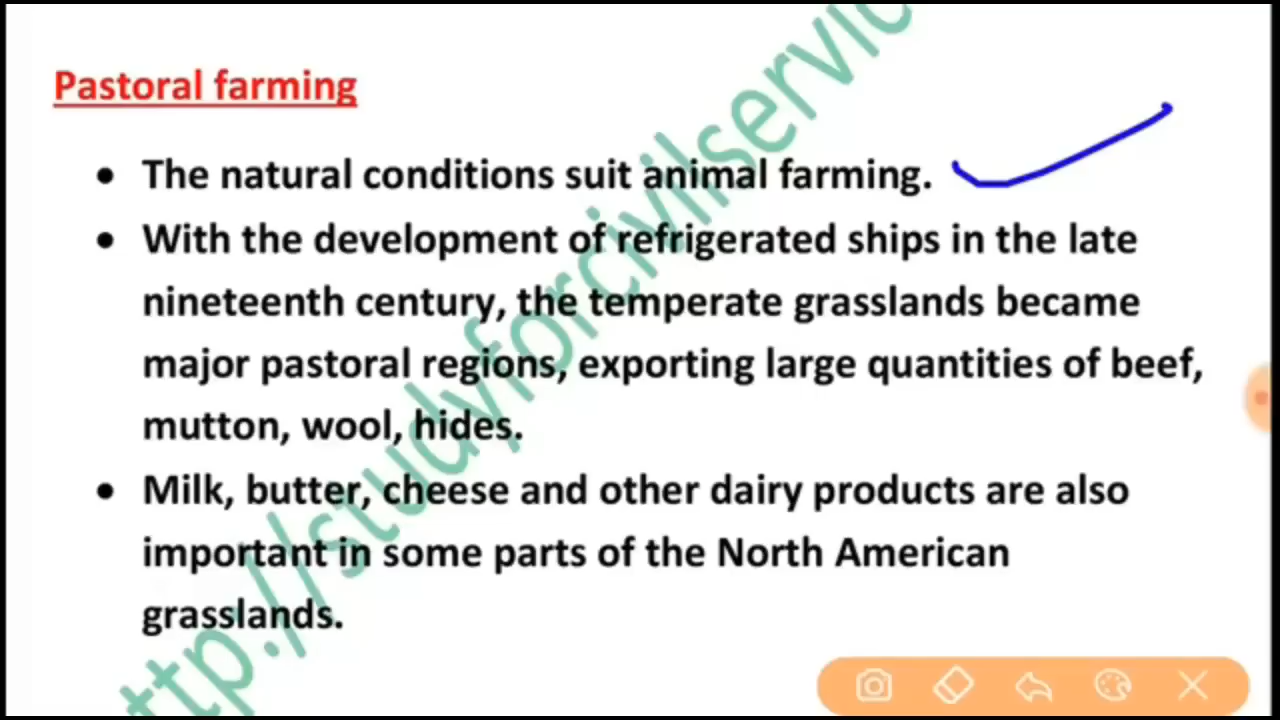 Pastoral farming
• The natural conditions suit animal farming.
• With the development of refrigerated ships in the late
nineteenth century, the temperate grasslands became
major pastoral regions, exporting large quantities of beef,
mutton, wool, hides.
• Milk, butter, cheese and other dairy products are also
important in some parts of the North American
grasslands.
ttp://studyforcivilservic